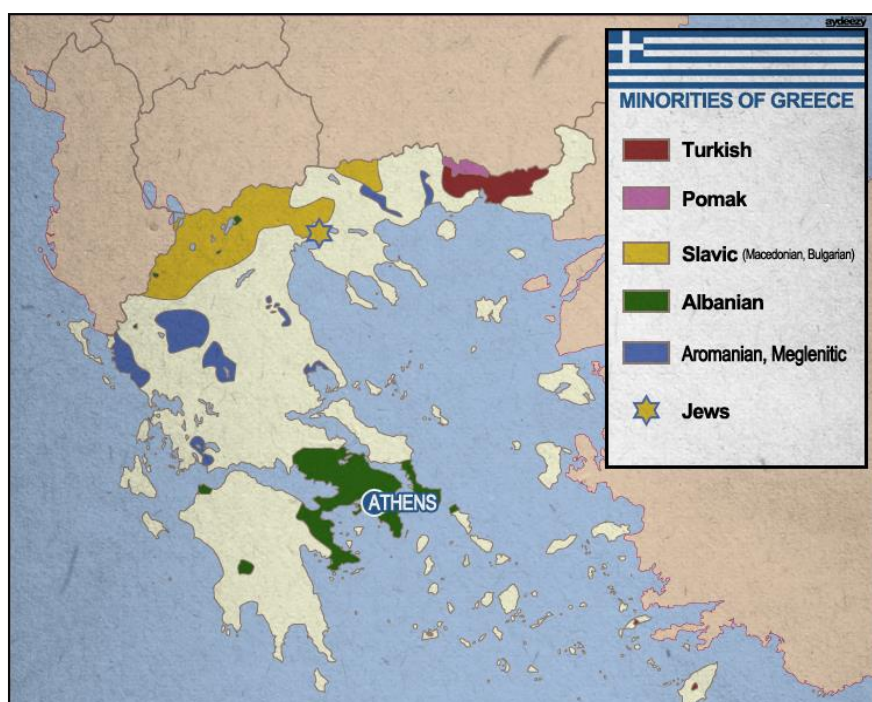 aydeezy
MINORITIES OF GREECE
Turkish
Pomak
Slavic (Macedonian, Bulgarian)
Albanian
Aromanian, Meglenitic
Jews
ATHENS